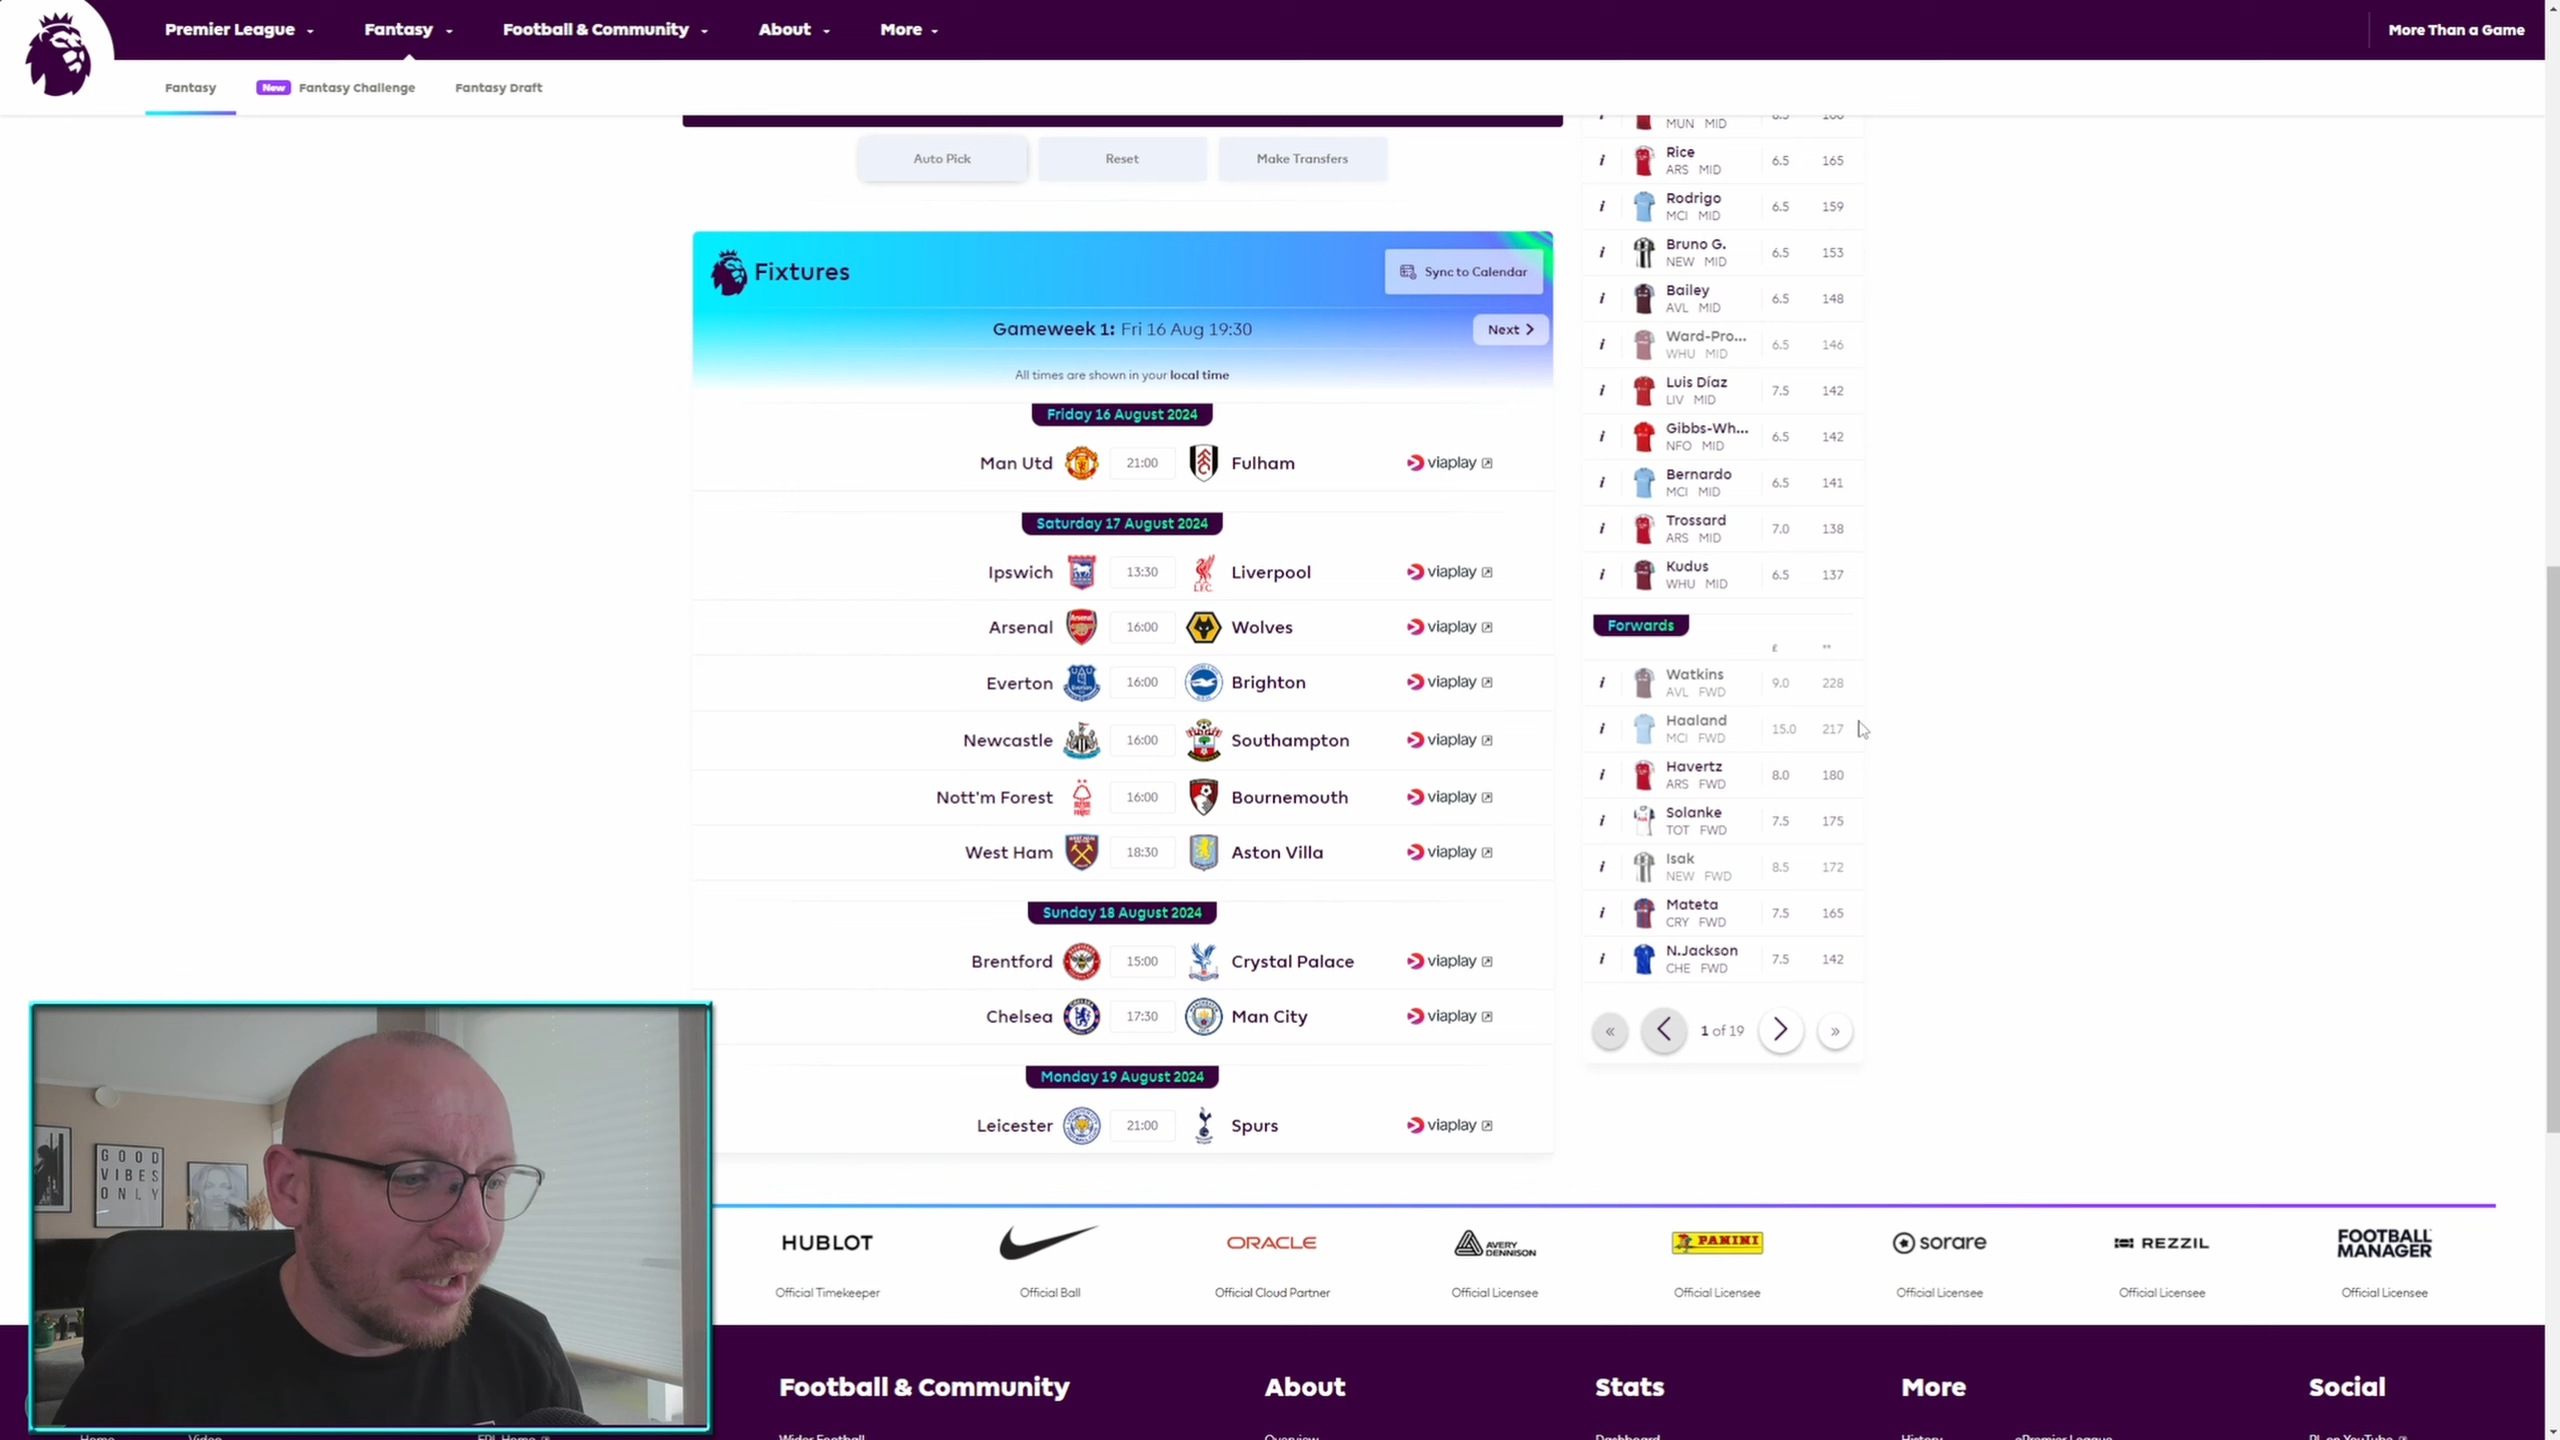 Premier League Fantasy Football & Community About More More Than a Game
Fantasy New Fantasy Challenge Fantasy Draft
MUN MID
Auto Pick Reset Make Transfers
Fixtures
Sync to Calendar
Gameweek 1: Fri 16 Aug 19:30
Next
All times are shown in your local time
Friday 16 August 2024
Man Utd 21:00 Fulham viaplay
Saturday 17 August 2024
Ipswich 13:30 Liverpool viaplay
Arsenal 16:00 Wolves viaplay
Everton 16:00 Brighton viaplay
Newcastle 16:00 Southampton viaplay
Nott'm Forest 16:00 Bournemouth viaplay
West Ham 18:30 Aston Villa viaplay
Sunday 18 August 2024
Brentford 15:00 Crystal Palace viaplay
Chelsea 17:30 Man City viaplay
Monday 19 August 2024
Leicester 21:00 Spurs viaplay
i Rice 6.5 165
ARS MID
i Rodrigo 6.5 159
MCI MID
i Bruno G. 6.5 153
NEW MID
i Bailey 6.5 148
AVL MID
i Ward-Pro... 6.5 146
WHU MID
i Luis Díaz 7.5 142
LIV MID
i Gibbs-Wh... 6.5 142
NFO MID
i Bernardo 6.5 141
MCI MID
i Trossard 7.0 138
ARS MID
i Kudus 6.5 137
WHU MID
Forwards
£ **
i Watkins 9.0 228
AVL FWD
i Haaland 15.0 217
MCI FWD
i Havertz 8.0 180
ARS FWD
i Solanke 7.5 175
TOT FWD
i Isak 8.5 172
NEW FWD
i Mateta 7.5 165
CRY FWD
i N.Jackson 7.5 142
CHE FWD
« 1 of 19 »
GOOD
VIBES
ONLY
HUBLOT ORACLE AVERY DENNISON PANINI sorare REZZIL FOOTBALL MANAGER
Official Timekeeper Official Ball Official Cloud Partner Official Licensee Official Licensee Official Licensee Official Licensee Official Licensee
Football & Community About Stats More Social